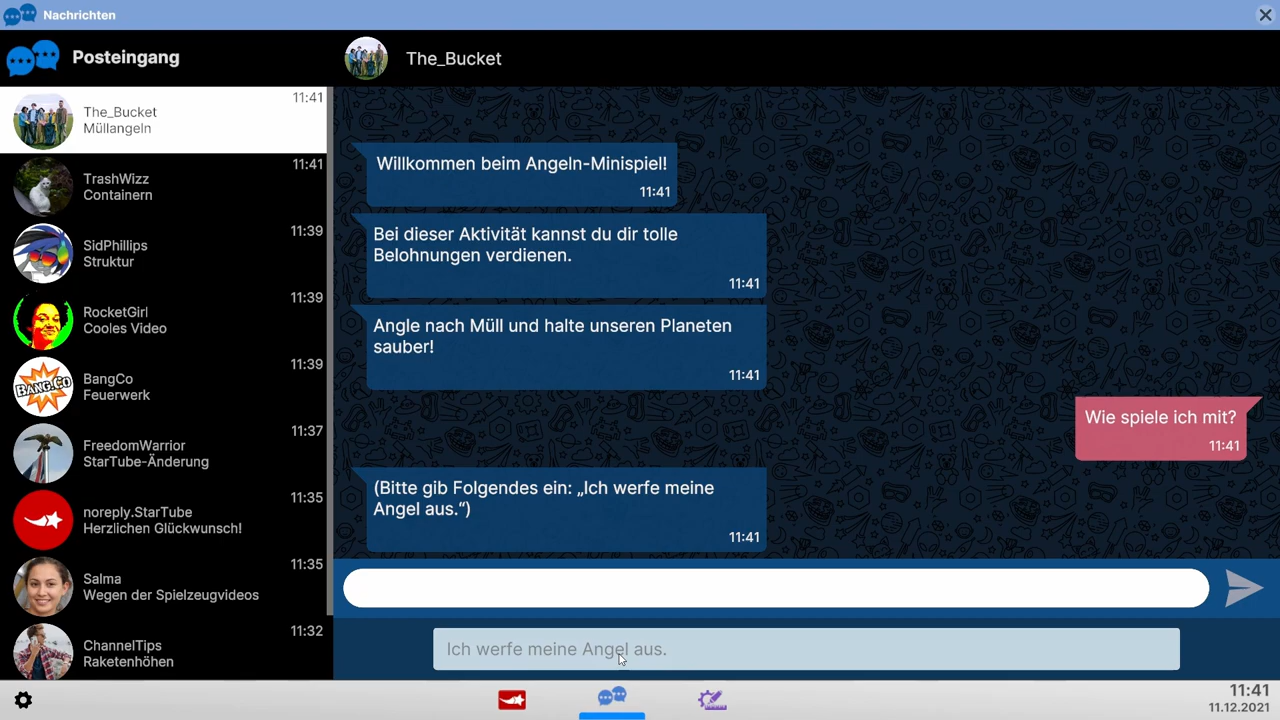 Nachrichten
Posteingang
The_Bucket
11:41
The_Bucket
Müllangeln
11:41
TrashWizz
Containern
11:39
SidPhillips
Struktur
11:39
RocketGirl
Cooles Video
11:39
BangCo
Feuerwerk
BANG.CO
11:37
FreedomWarrior
StarTube-Änderung
11:35
noreply.StarTube
Herzlichen Glückwunsch!
11:35
Salma
Wegen der Spielzeugvideos
11:32
ChannelTips
Raketenhöhen
Willkommen beim Angeln-Minispiel!
11:41
Bei dieser Aktivität kannst du dir tolle
Belohnungen verdienen.
11:41
Angle nach Müll und halte unseren Planeten
sauber!
11:41
Wie spiele ich mit?
11:41
(Bitte gib Folgendes ein: „Ich werfe meine
Angel aus.“)
11:41
Ich werfe meine Angel aus.
11:41
11.12.2021